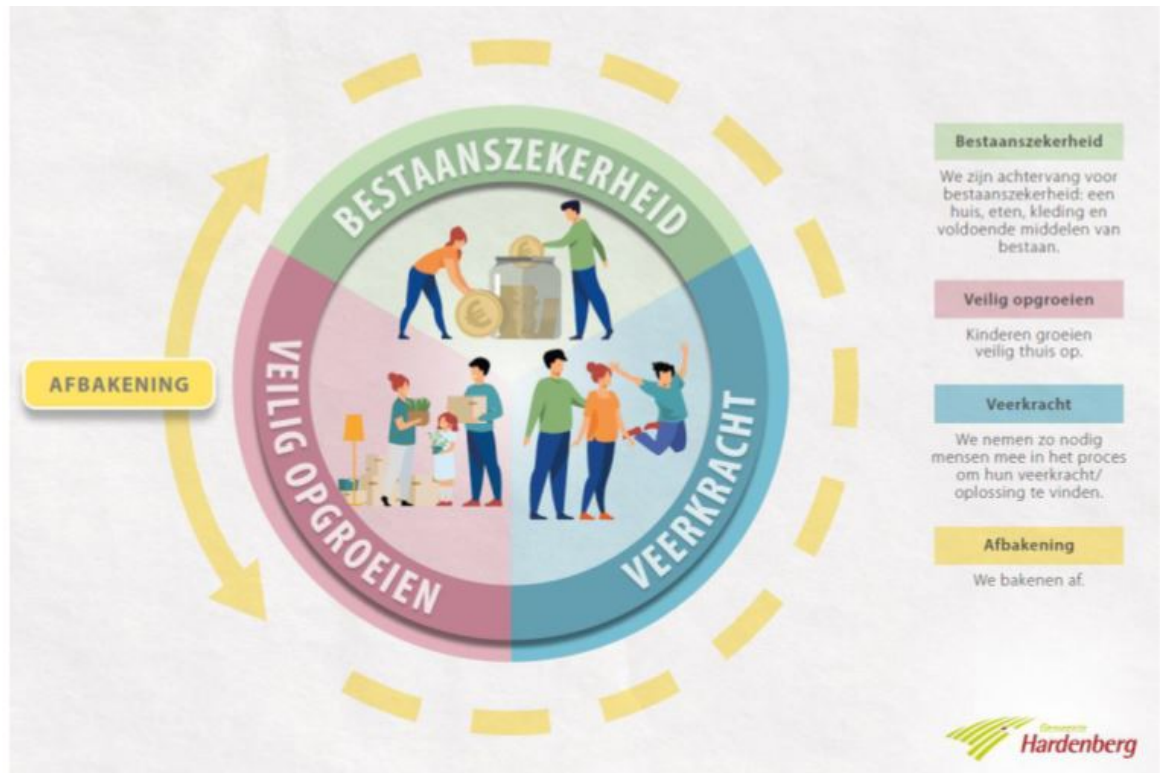 BESTAANSZEKERHEID
AFBAKENING
VEILIG OPGROEIEN
VEERKRACHT
Bestaanszekerheid
We zijn achtervang voor
bestaanszekerheid: een
huis, eten, kleding en
voldoende middelen van
bestaan.
Veilig opgroeien
Kinderen groeien
veilig thuis op.
Veerkracht
We nemen zo nodig
mensen mee in het proces
om hun veerkracht/
oplossing te vinden.
Afbakening
We bakenen af.
Gemeente
Hardenberg